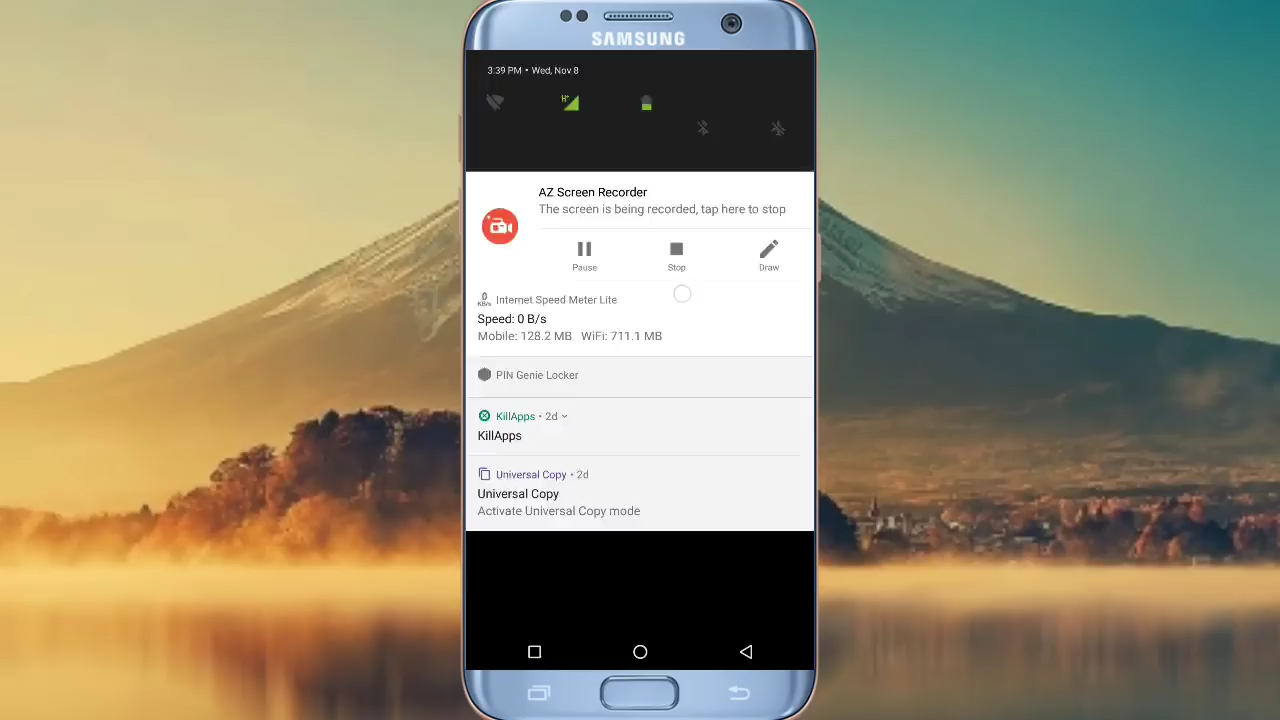 SAMSUNG
3:39 PM • Wed, Nov 8
H+
AZ Screen Recorder
The screen is being recorded, tap here to stop
Pause
Stop
Draw
0
KB/s
Internet Speed Meter Lite
Speed: 0 B/s
Mobile: 128.2 MB WiFi: 711.1 MB
PIN Genie Locker
KillApps • 2d
KillApps
Universal Copy • 2d
Universal Copy
Activate Universal Copy mode